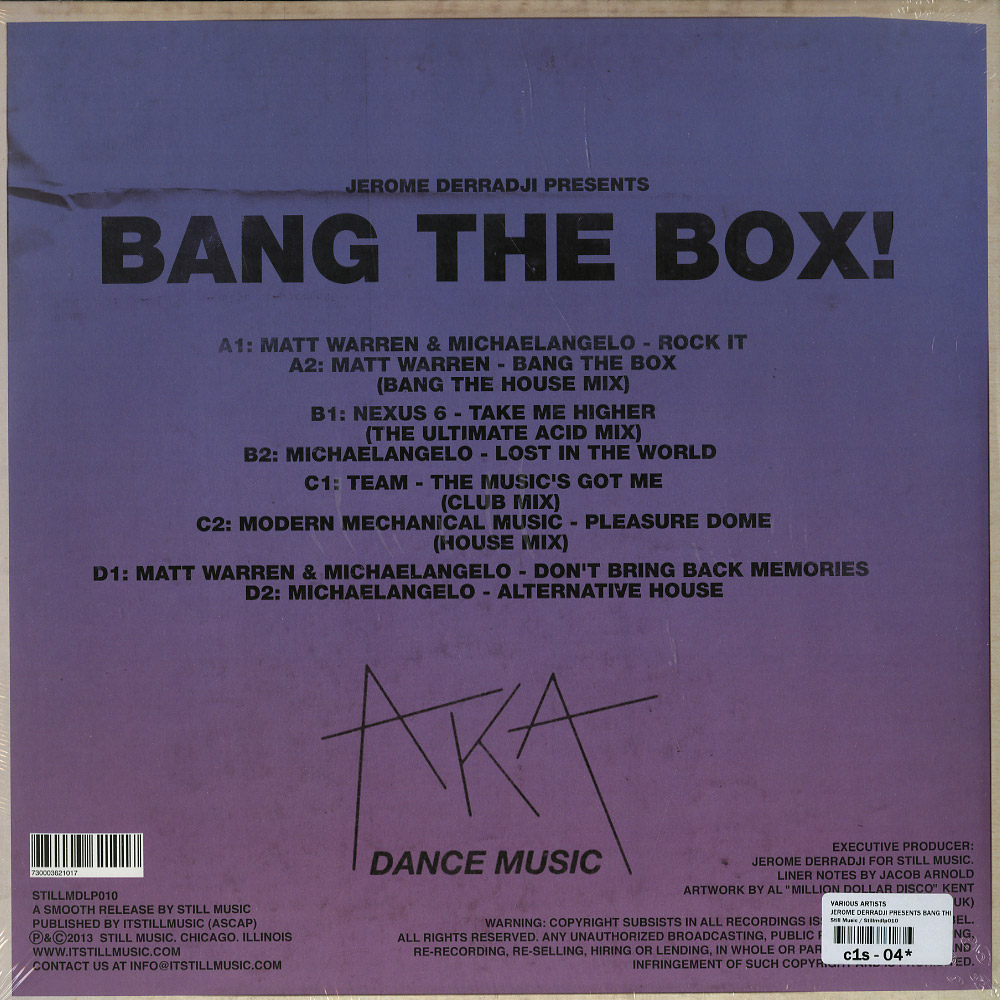 JEROME DERRADJI PRESENTS
BANG THE BOX!
A1: MATT WARREN & MICHAELANGELO - ROCK IT
A2: MATT WARREN - BANG THE BOX
(BANG THE HOUSE MIX)
B1: NEXUS 6 - TAKE ME HIGHER
(THE ULTIMATE ACID MIX)
B2: MICHAELANGELO - LOST IN THE WORLD
C1: TEAM - THE MUSIC'S GOT ME
(CLUB MIX)
C2: MODERN MECHANICAL MUSIC - PLEASURE DOME
(HOUSE MIX)
D1: MATT WARREN & MICHAELANGELO - DON'T BRING BACK MEMORIES
D2: MICHAELANGELO - ALTERNATIVE HOUSE
AKA
DANCE MUSIC
730003621017
STILLMDLP010
A SMOOTH RELEASE BY STILL MUSIC
PUBLISHED BY ITSTILLMUSIC (ASCAP)
Ⓟ&Ⓒ2013 STILL MUSIC. CHICAGO. ILLINOIS
WWW.ITSTILLMUSIC.COM
CONTACT US AT INFO@ITSTILLMUSIC.COM
EXECUTIVE PRODUCER:
JEROME DERRADJI FOR STILL MUSIC.
LINER NOTES BY JACOB ARNOLD
ARTWORK BY AL "MILLION DOLLAR DISCO" KENT
UK)
WARNING: COPYRIGHT SUBSISTS IN ALL RECORDINGS
ALL RIGHTS RESERVED. ANY UNAUTHORIZED BROADCASTING, PUBLIC
RE-RECORDING, RE-SELLING, HIRING OR LENDING, IN WHOLE OR
INFRINGEMENT OF SUCH
VARIOUS ARTISTS
JEROME DERRADJI PRESENTS BANG THI
Still Music / Stillmdlp010
c1s - 04*